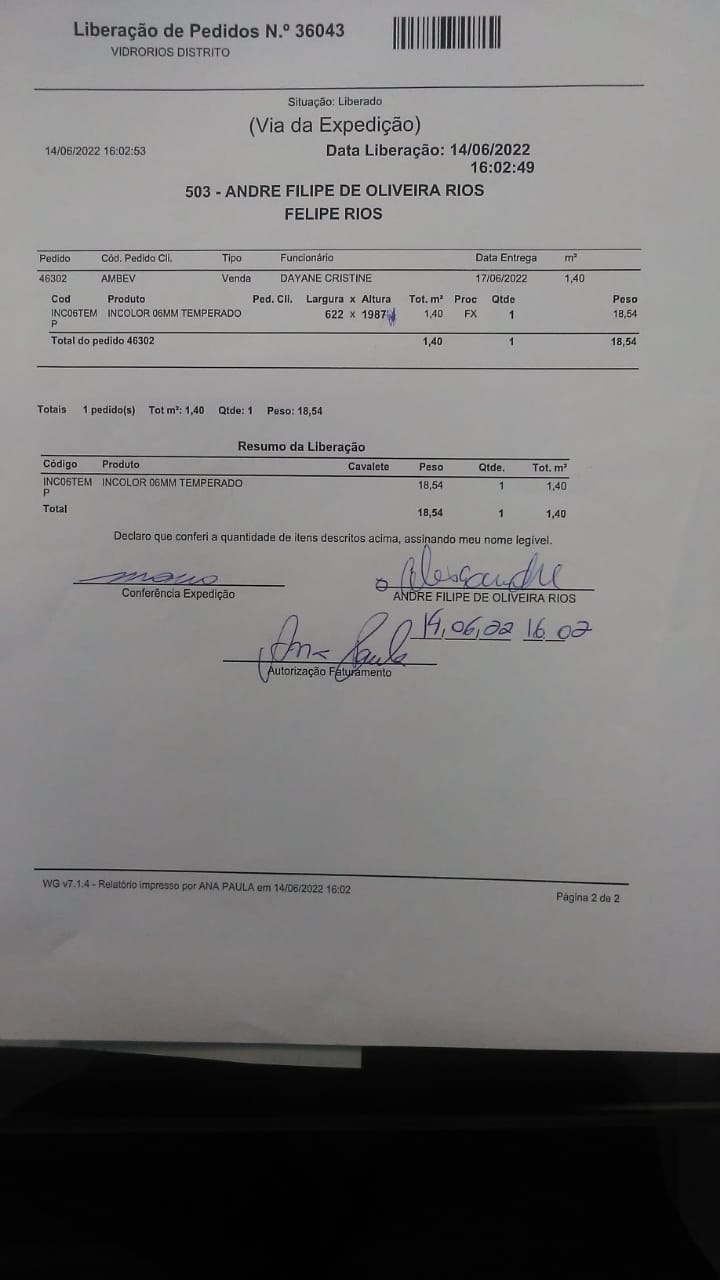 Liberação de Pedidos N.º 36043
VIDRORIOS DISTRITO
Situação: Liberado
(Via da Expedição)
14/06/2022 16:02:53 Data Liberação: 14/06/2022
16:02:49
503 - ANDRE FILIPE DE OLIVEIRA RIOS
FELIPE RIOS
Pedido Cód. Pedido Cli. Tipo Funcionário Data Entrega m²
46302 AMBEV Venda DAYANE CRISTINE 17/06/2022 1,40
Cod Produto Ped. Cli. Largura x Altura Tot. m² Proc Qtde Peso
INC06TEM INCOLOR 06MM TEMPERADO 622 x 1987 1,40 FX 1 18,54
P
Total do pedido 46302 1,40 1 18,54
Totais 1 pedido(s) Tot m²: 1,40 Qtde: 1 Peso: 18,54
Resumo da Liberação
Código Produto Cavalete Peso Qtde. Tot. m²
INC06TEM INCOLOR 06MM TEMPERADO 18,54 1 1,40
P
Total 18,54 1 1,40
Declaro que conferi a quantidade de itens descritos acima, assinando meu nome legível.
Alessandre
Conferência Expedição ANDRE FILIPE DE OLIVEIRA RIOS
14,06,22 16 02
Ana Paula
Autorização Faturamento
WG v7.1.4 - Relatório impresso por ANA PAULA em 14/06/2022 16:02
Página 2 de 2